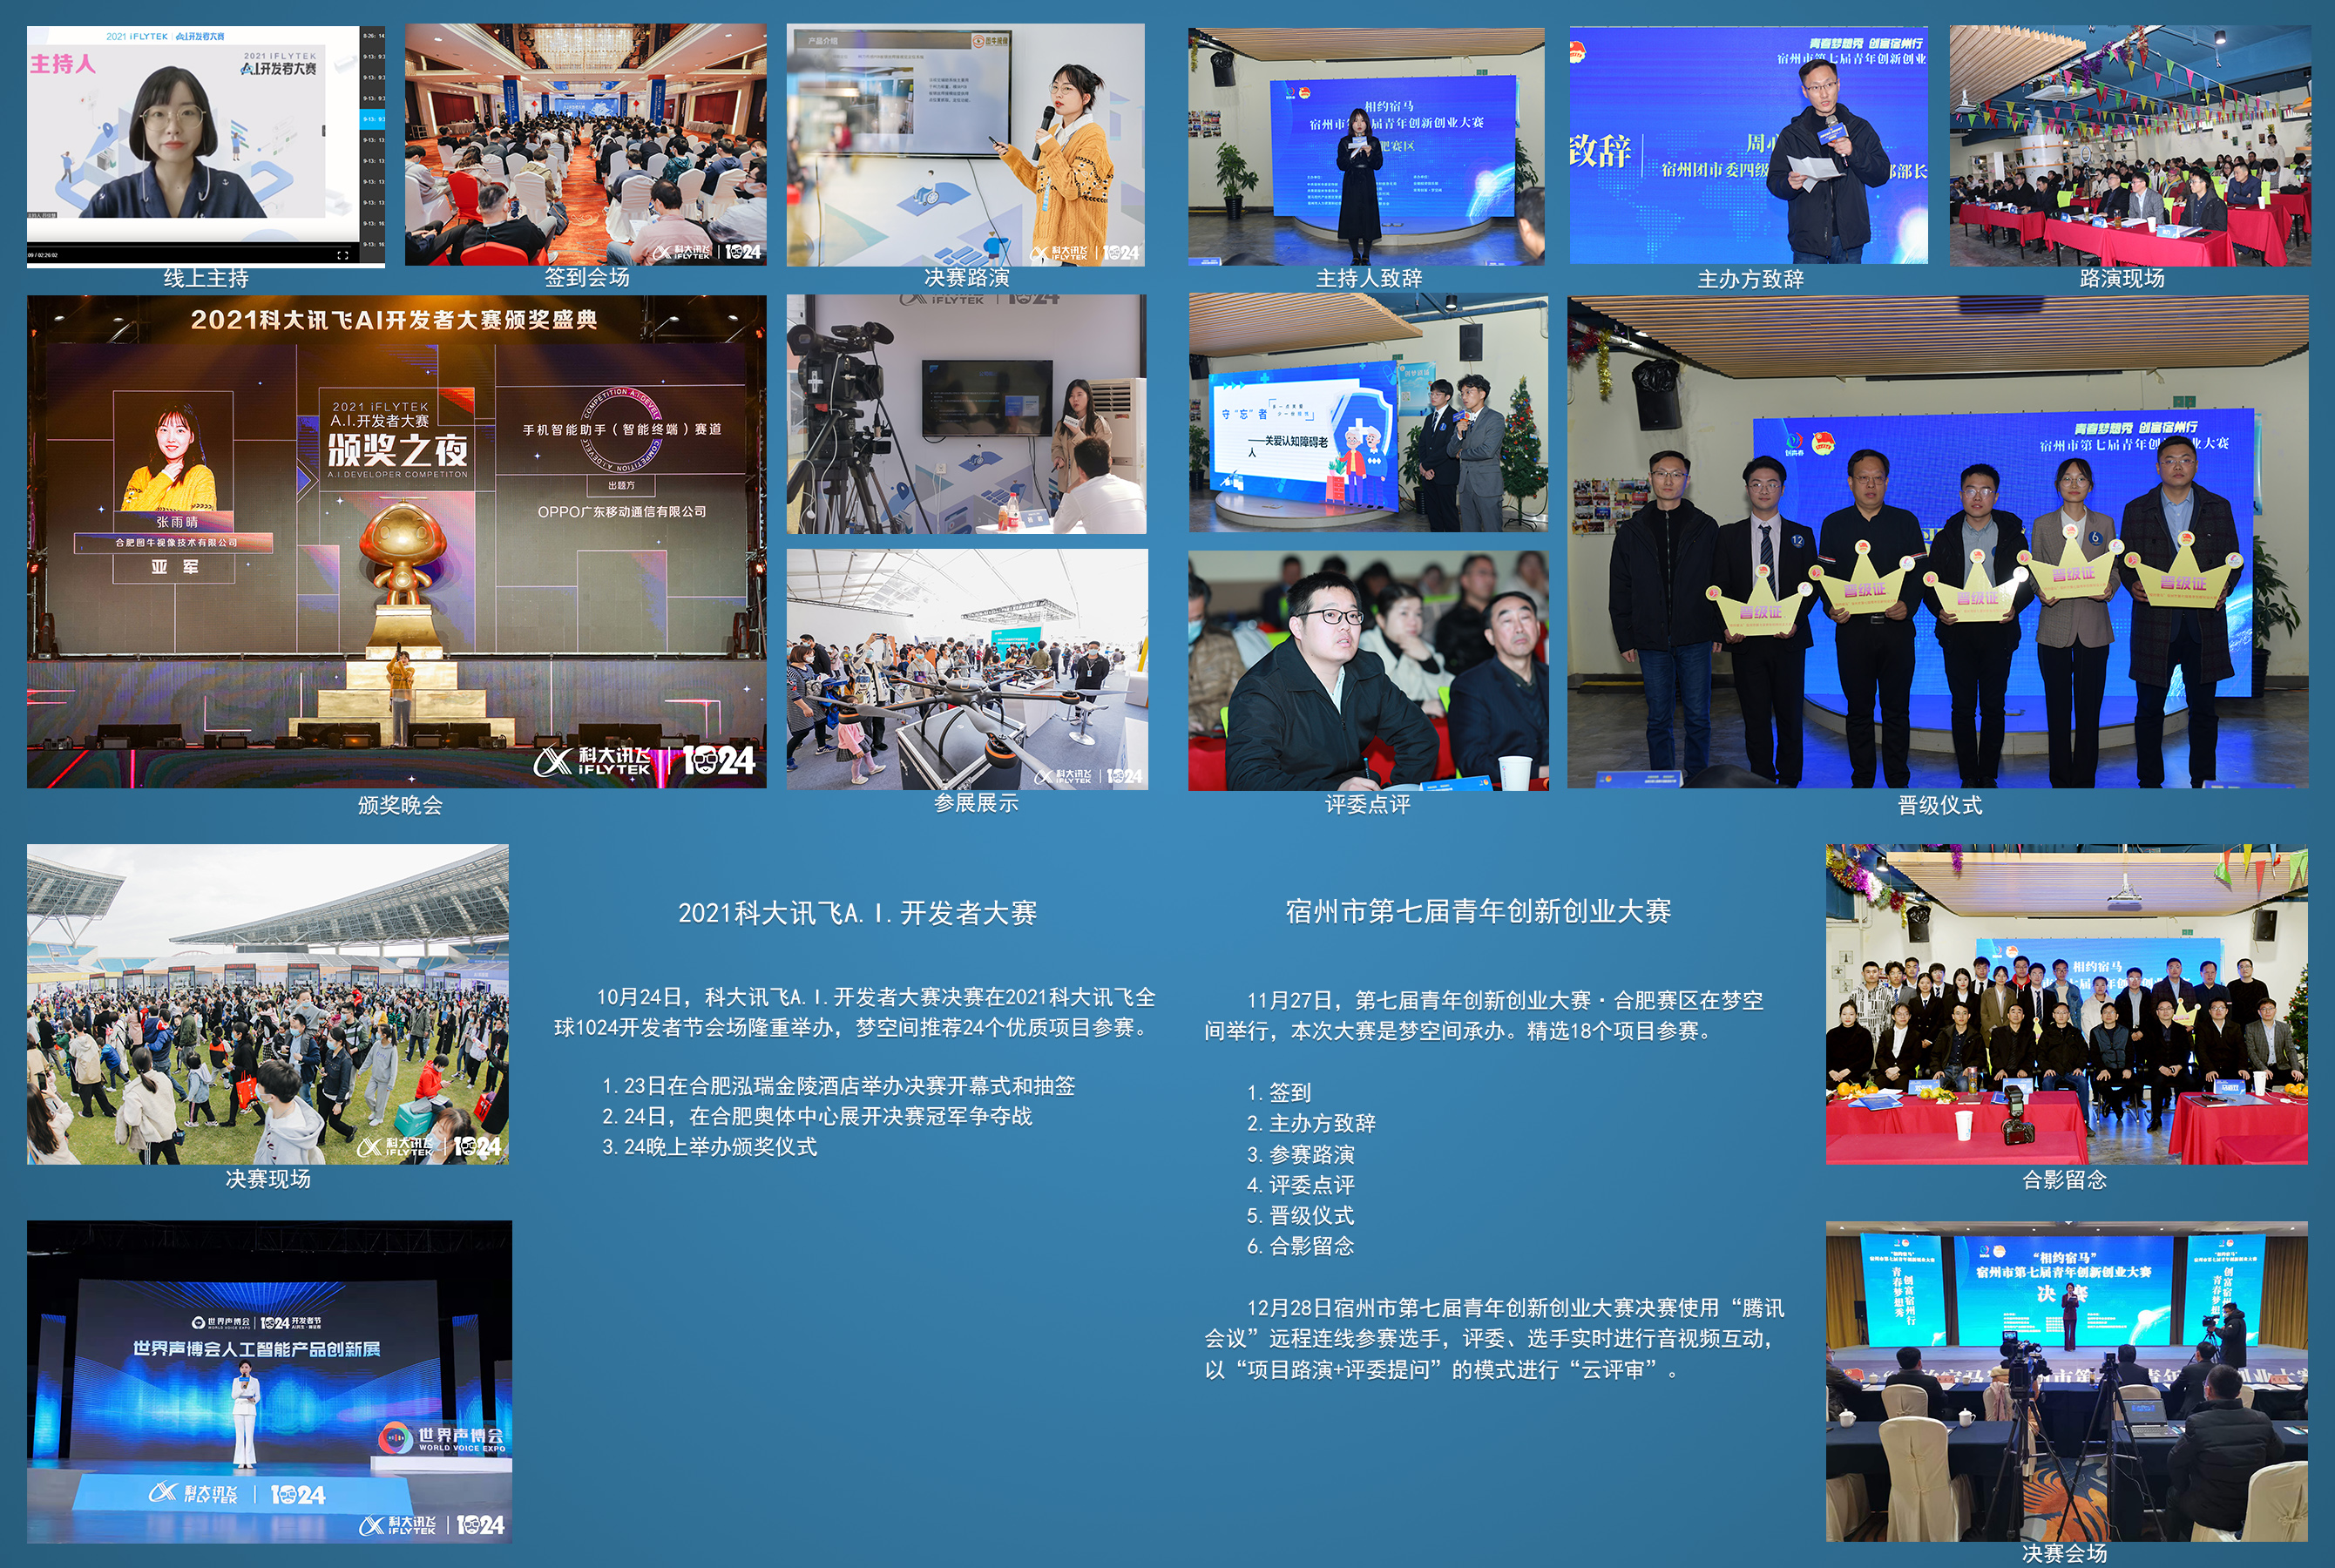 2021 iFLYTEK A.I.开发者大赛
主持人
2021 iFLYTEK
A.I.开发者大赛
线上主持
科大讯飞 iFLYTEK 1024
签到会场
产品介绍
科大讯飞 iFLYTEK 1024
决赛路演
相约宿马
宿州市第七届青年创新创业大赛
肥赛区
主持人致辞
青春梦想秀 创富宿州行
宿州市第七届青年创新创业
致辞
周
宿州团市委四级
部部长
主办方致辞
路演现场
2021科大讯飞AI开发者大赛颁奖盛典
张雨晴
合肥图牛视像技术有限公司
亚 军
2021 iFLYTEK
A.I.开发者大赛
颁奖之夜
A.I.DEVELOPER COMPETITON
手机智能助手（智能终端）赛道
出题方
OPPO广东移动通信有限公司
科大讯飞 iFLYTEK 1024
颁奖晚会
iFLYTEK 1024
科大讯飞 iFLYTEK 1024
参展展示
守“忘”者
——关爱认知障碍老
人
评委点评
青春梦想秀 创富宿州行
宿州市第七届青年创新创业大赛
创青春
12
6
晋级证
晋级证
晋级证
晋级证
晋级证
晋级仪式
科大讯飞 iFLYTEK 1024
决赛现场
世界声博会 1024 开发者节
世界声博会人工智能产品创新展
世界声博会
WORLD VOICE EXPO
科大讯飞 iFLYTEK 1024
科大讯飞 iFLYTEK 1024
2021科大讯飞A.I.开发者大赛
10月24日，科大讯飞A.I.开发者大赛决赛在2021科大讯飞全
球1024开发者节会场隆重举办，梦空间推荐24个优质项目参赛。
1.23日在合肥泓瑞金陵酒店举办决赛开幕式和抽签
2.24日，在合肥奥体中心展开决赛冠军争夺战
3.24晚上举办颁奖仪式
宿州市第七届青年创新创业大赛
11月27日，第七届青年创新创业大赛·合肥赛区在梦空
间举行，本次大赛是梦空间承办。精选18个项目参赛。
1.签到
2.主办方致辞
3.参赛路演
4.评委点评
5.晋级仪式
6.合影留念
12月28日宿州市第七届青年创新创业大赛决赛使用“腾讯
会议”远程连线参赛选手，评委、选手实时进行音视频互动，
以“项目路演+评委提问”的模式进行“云评审”。
相约宿马
合影留念
“相约宿马”
宿州市第七届青年创新创业大赛
决 赛
青春梦想秀
创富宿州行
创富宿州行
青春梦想秀
决赛会场